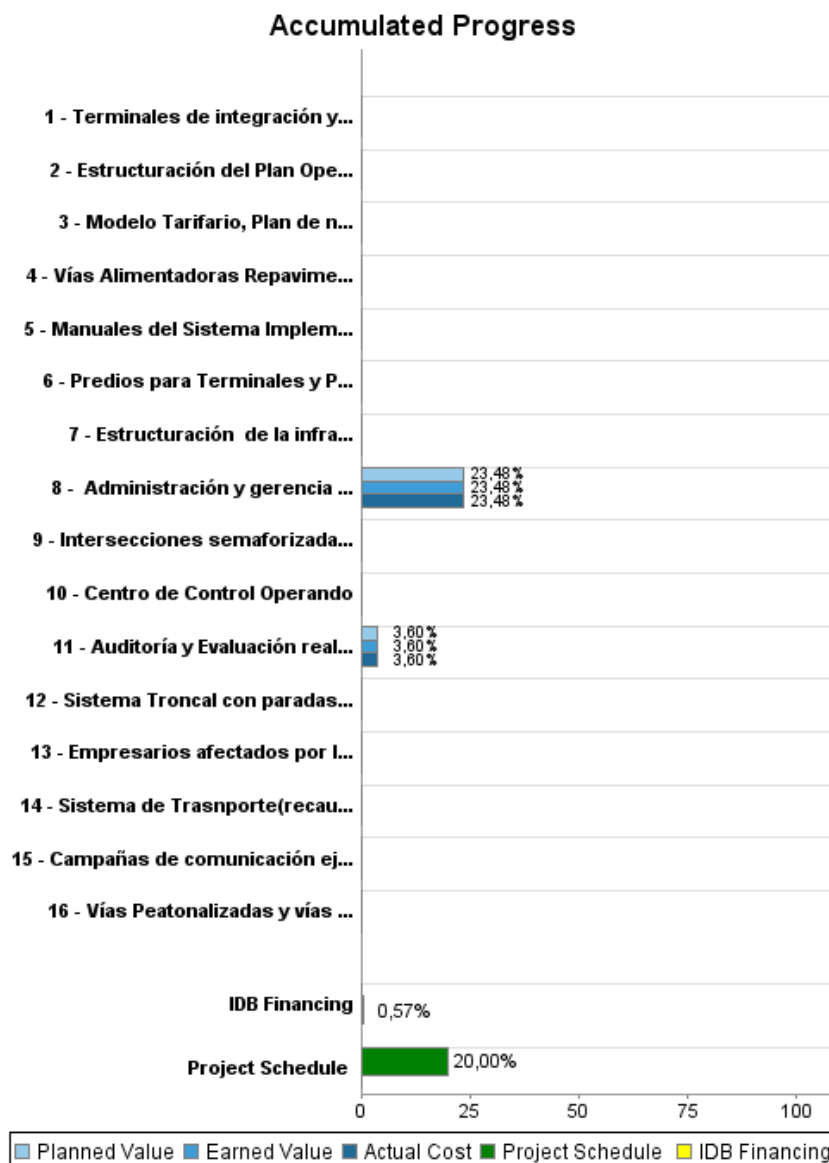 Accumulated Progress
1 - Terminales de integración y...
2 - Estructuración del Plan Ope...
3 - Modelo Tarifario, Plan de n...
4 - Vías Alimentadoras Repavime...
5 - Manuales del Sistema Implem...
6 - Predios para Terminales y P...
7 - Estructuración de la infra...
23,48%
8 - Administración y gerencia ... 23,48%
23,48%
9 - Intersecciones semaforizada...
10 - Centro de Control Operando
3,60%
11 - Auditoría y Evaluación real... 3,60%
3,60%
12 - Sistema Troncal con paradas...
13 - Empresarios afectados por l...
14 - Sistema de Trasnporte(recau...
15 - Campañas de comunicación ej...
16 - Vías Peatonalizadas y vías ...
IDB Financing 0,57%
Project Schedule 20,00%
0 25 50 75 100
Planned Value Earned Value Actual Cost Project Schedule IDB Financing